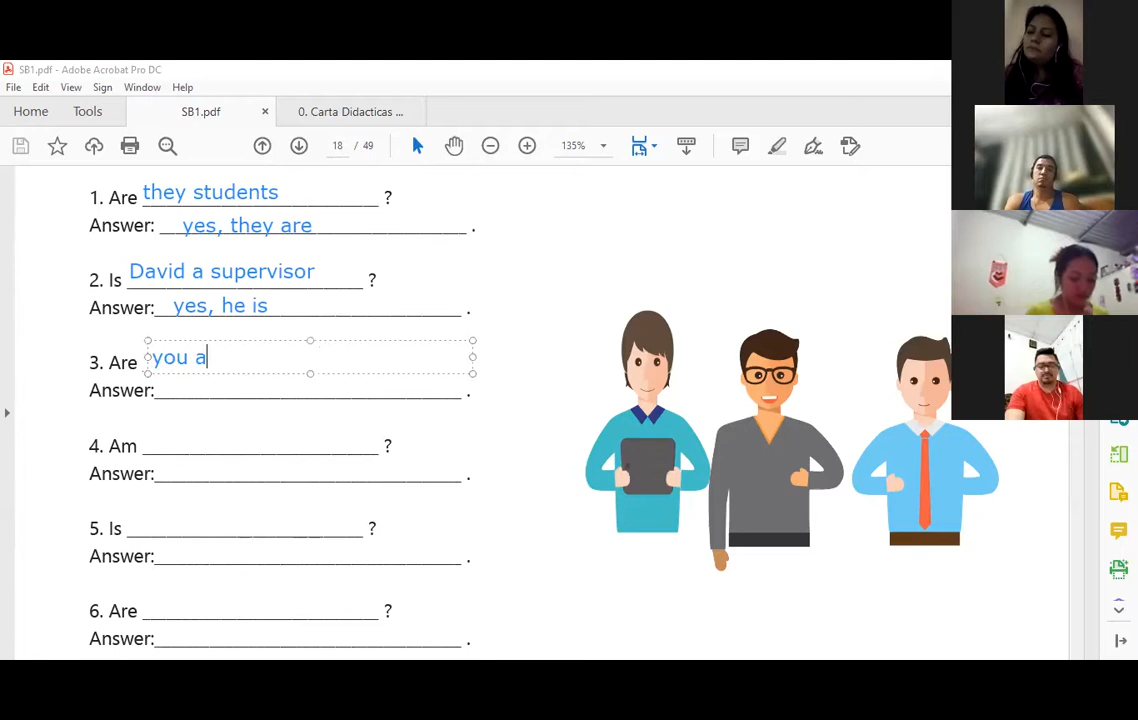 SB1.pdf - Adobe Acrobat Pro DC
File Edit View Window Help
Home Tools SB1.pdf × 0. Carta Didacticas ...
18 / 49 135%
1. Are they students ?
Answer: yes, they are .
2. Is David a supervisor ?
Answer: yes, he is .
3. Are you a
Answer: .
4. Am ?
Answer: .
5. Is ?
Answer: .
6. Are ?
Answer: .